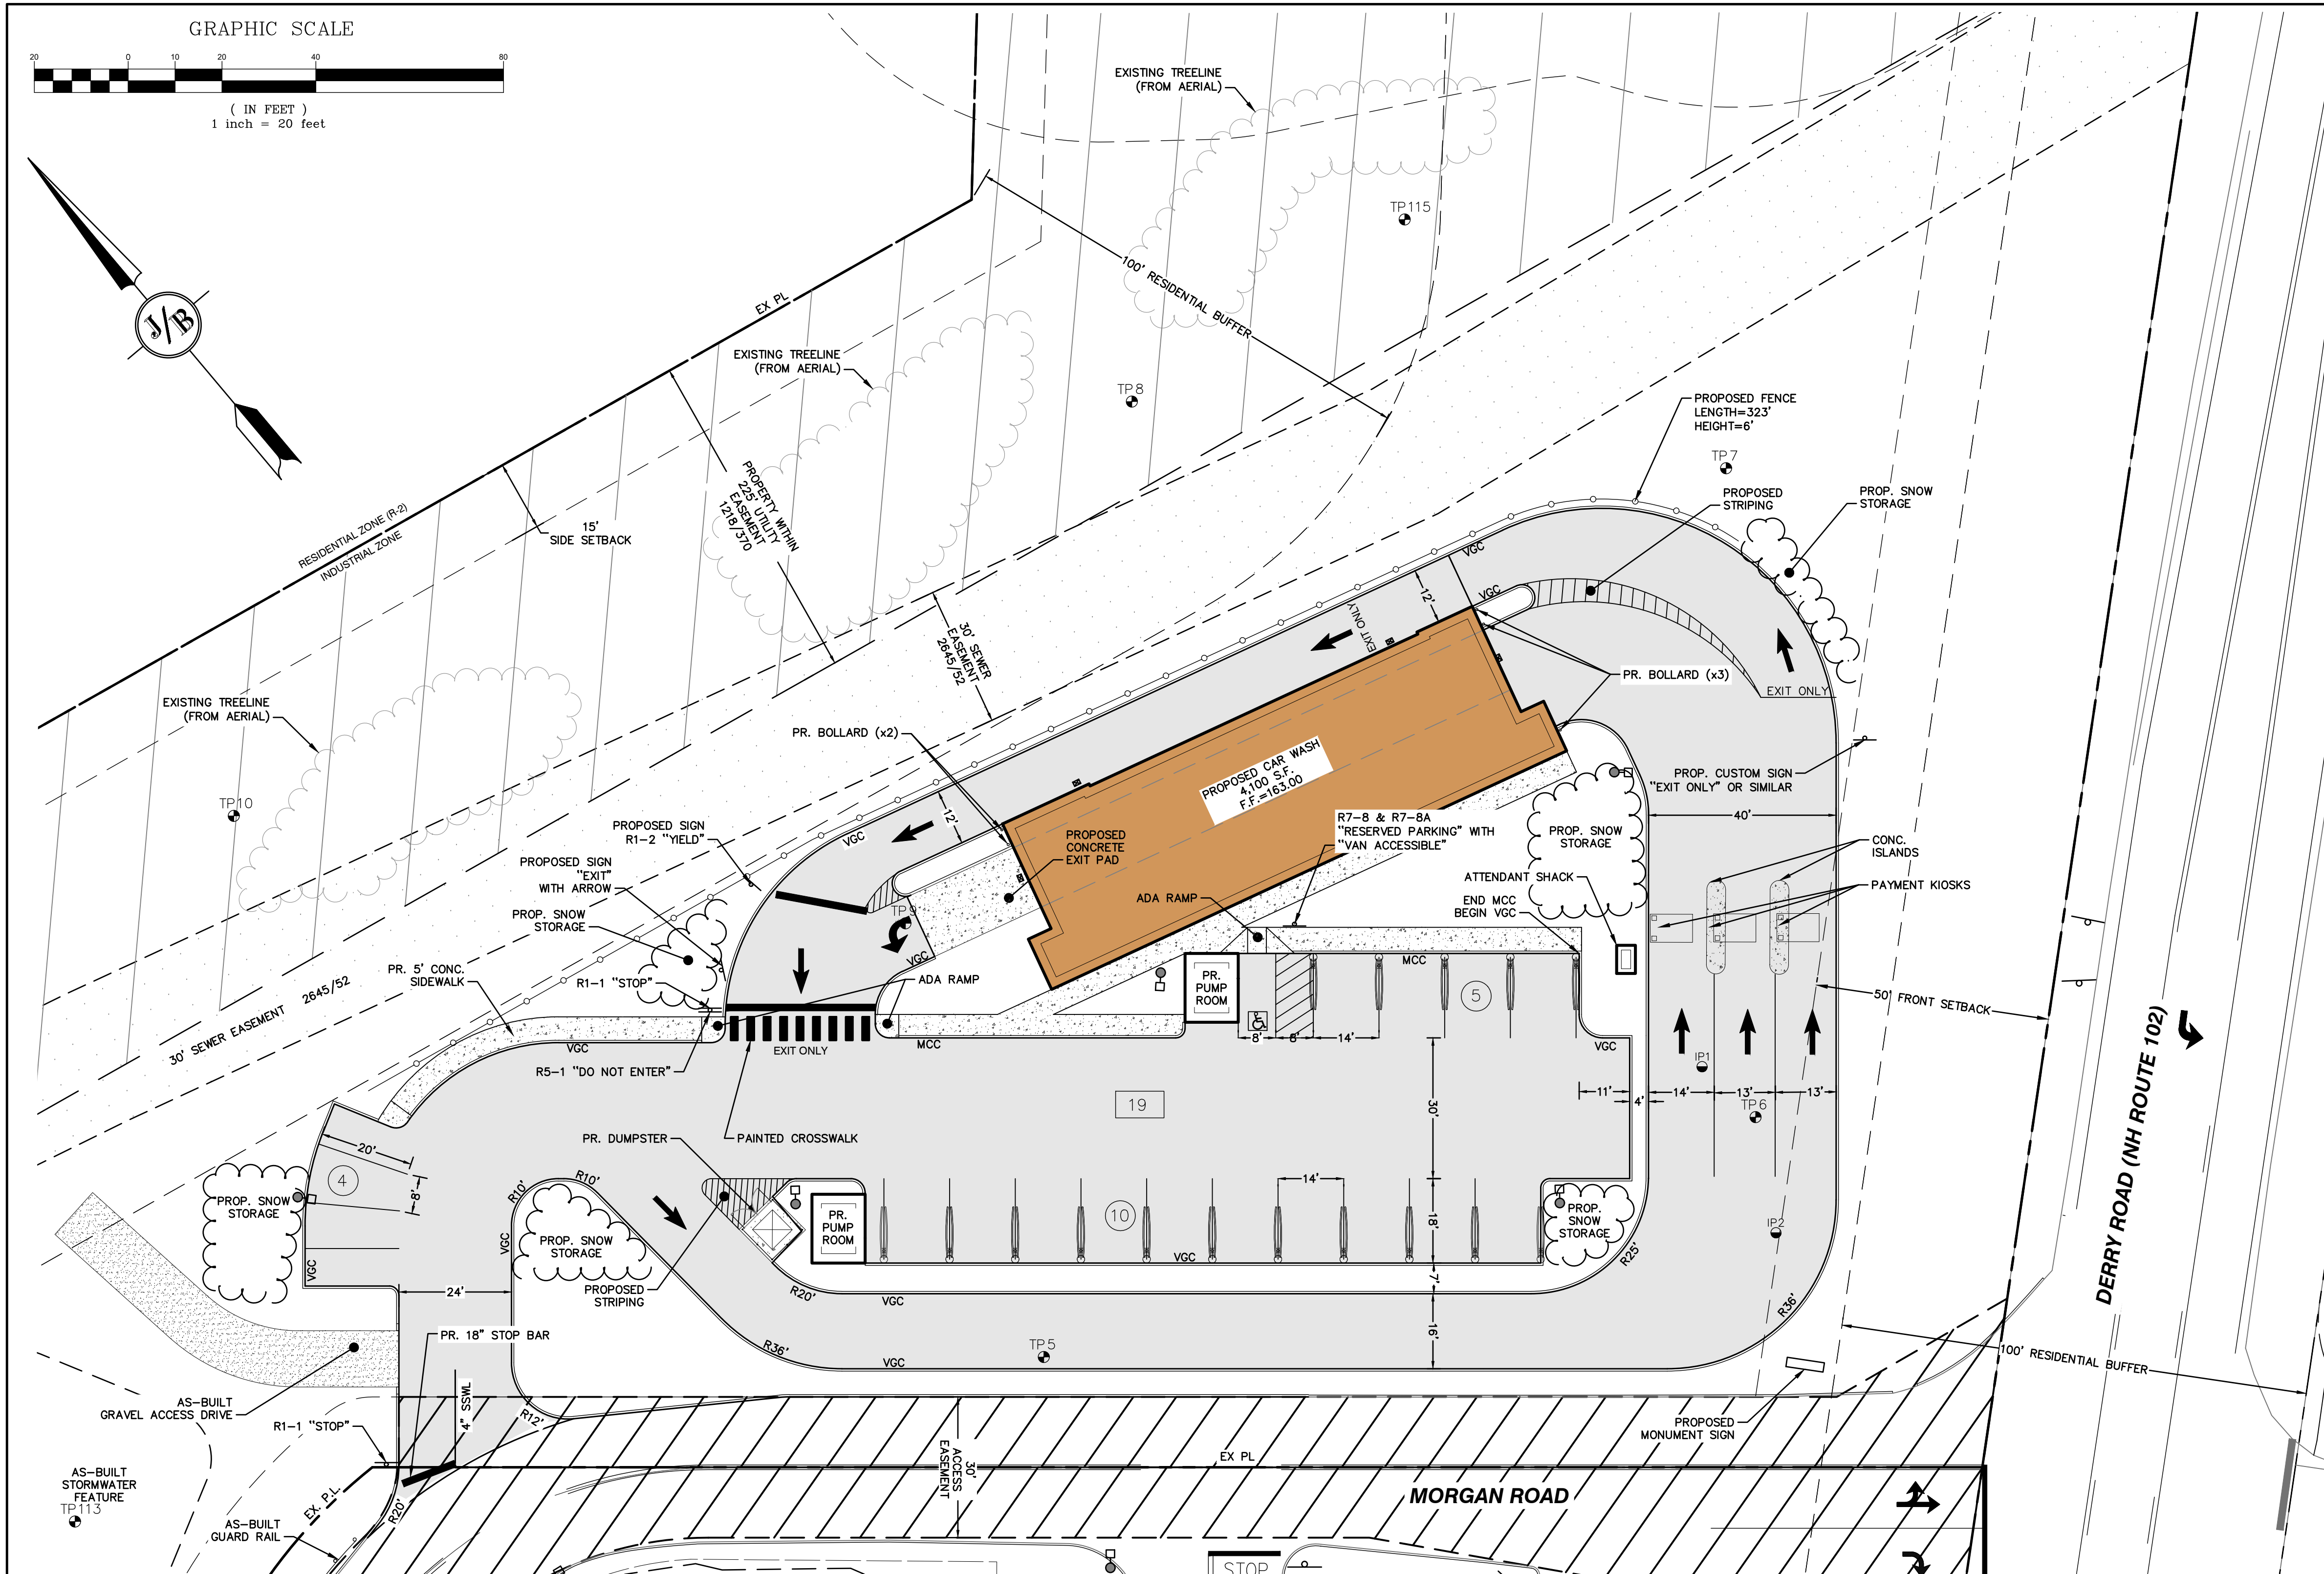 GRAPHIC SCALE
20 0 10 20 40 80
( IN FEET )
1 inch = 20 feet
J/B
EXISTING TREELINE
(FROM AERIAL)
TP115
100' RESIDENTIAL BUFFER
EX PL
EXISTING TREELINE
(FROM AERIAL)
TP8
PROPOSED FENCE
LENGTH=323'
HEIGHT=6'
TP7
PROPOSED
STRIPING
PROP. SNOW
STORAGE
PROPERTY WITHIN
225' UTILITY
EASEMENT
1218/370
RESIDENTIAL ZONE (R-2)
INDUSTRIAL ZONE
15'
SIDE SETBACK
30' SEWER
EASEMENT
2645/52
VGC
12'
VGC
EXIT ONLY
EXIT ONLY
EXIT ONLY
PR. BOLLARD (x3)
EXISTING TREELINE
(FROM AERIAL)
PR. BOLLARD (x2)
PROPOSED CAR WASH
4,100 S.F.
F.F.=163.00
PROP. CUSTOM SIGN
"EXIT ONLY" OR SIMILAR
TP10
12'
VGC
PROPOSED SIGN
R1-2 "YIELD"
PROPOSED
CONCRETE
EXIT PAD
R7-8 & R7-8A
"RESERVED PARKING" WITH
"VAN ACCESSIBLE"
PROP. SNOW
STORAGE
40'
CONC.
ISLANDS
PROPOSED SIGN
"EXIT"
WITH ARROW
ATTENDANT SHACK
PAYMENT KIOSKS
ADA RAMP
END MCC
BEGIN VGC
PROP. SNOW
STORAGE
TP9
VGC
MCC
PR. 5' CONC.
SIDEWALK
R1-1 "STOP"
ADA RAMP
PR.
PUMP
ROOM
5
50' FRONT SETBACK
30' SEWER EASEMENT 2645/52
VGC
EXIT ONLY
MCC
8'
8'
14'
VGC
R5-1 "DO NOT ENTER"
IP1
DERRY ROAD (NH ROUTE 102)
19
30'
11'
4'
14'
13'
13'
TP6
PR. DUMPSTER
PAINTED CROSSWALK
20'
4
8'
R10'
R10'
14'
PROP. SNOW
STORAGE
PROP. SNOW
STORAGE
PR.
PUMP
ROOM
10
18'
PROP.
SNOW
STORAGE
IP2
VGC
VGC
VGC
R25'
24'
PROPOSED
STRIPING
R20'
VGC
7'
R36'
PR. 18" STOP BAR
R36'
VGC
TP5
16'
100' RESIDENTIAL BUFFER
AS-BUILT
GRAVEL ACCESS DRIVE
4" SSWL
R12'
R1-1 "STOP"
PROPOSED
MONUMENT SIGN
30'
ACCESS
EASEMENT
EX PL
AS-BUILT
STORMWATER
FEATURE
TP113
EX. P.L
R20'
MORGAN ROAD
AS-BUILT
GUARD RAIL
STOP